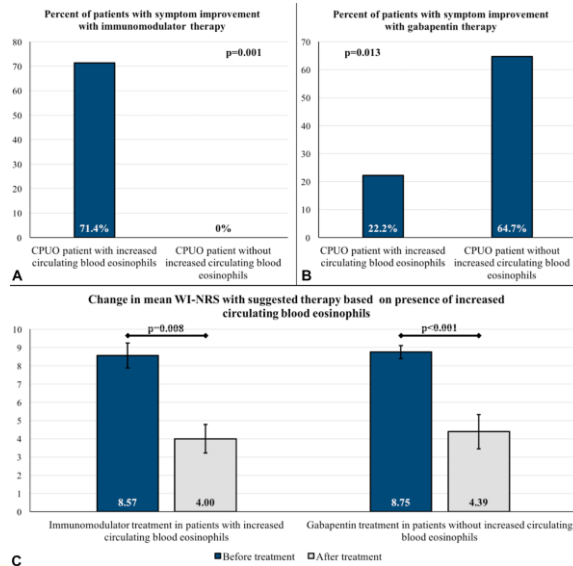 Percent of patients with symptom improvement
with immunomodulator therapy
80
70
60
50
40
30
20
10
0
p=0.001
71.4%
0%
CPUO patient with increased
circulating blood eosinophils
CPUO patient without
increased circulating blood
eosinophils
A
Percent of patients with symptom improvement
with gabapentin therapy
70
60
50
40
30
20
10
0
p=0.013
22.2%
64.7%
CPUO patient with increased
circulating blood eosinophils
CPUO patient without
increased circulating blood
eosinophils
B
Change in mean WI-NRS with suggested therapy based on presence of increased
circulating blood eosinophils
10
9
8
7
6
5
4
3
2
1
0
p=0.008
p<0.001
8.57
4.00
8.75
4.39
Immunomodulator treatment in patients with increased
circulating blood eosinophils
Gabapentin treatment in patients without increased circulating
blood eosinophils
Before treatment
After treatment
C